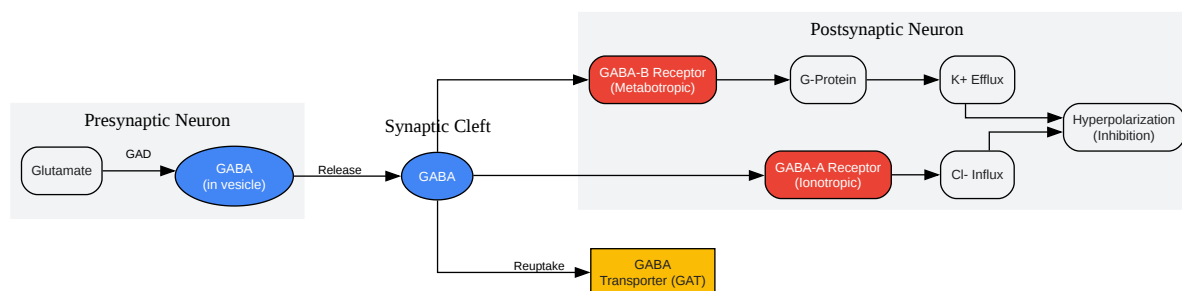 Presynaptic Neuron
Glutamate
GAD
GABA
(in vesicle)
Release
Synaptic Cleft
GABA
Reuptake
GABA
Transporter (GAT)
Postsynaptic Neuron
GABA-B Receptor
(Metabotropic)
G-Protein
K+ Efflux
GABA-A Receptor
(Ionotropic)
Cl- Influx
Hyperpolarization
(Inhibition)